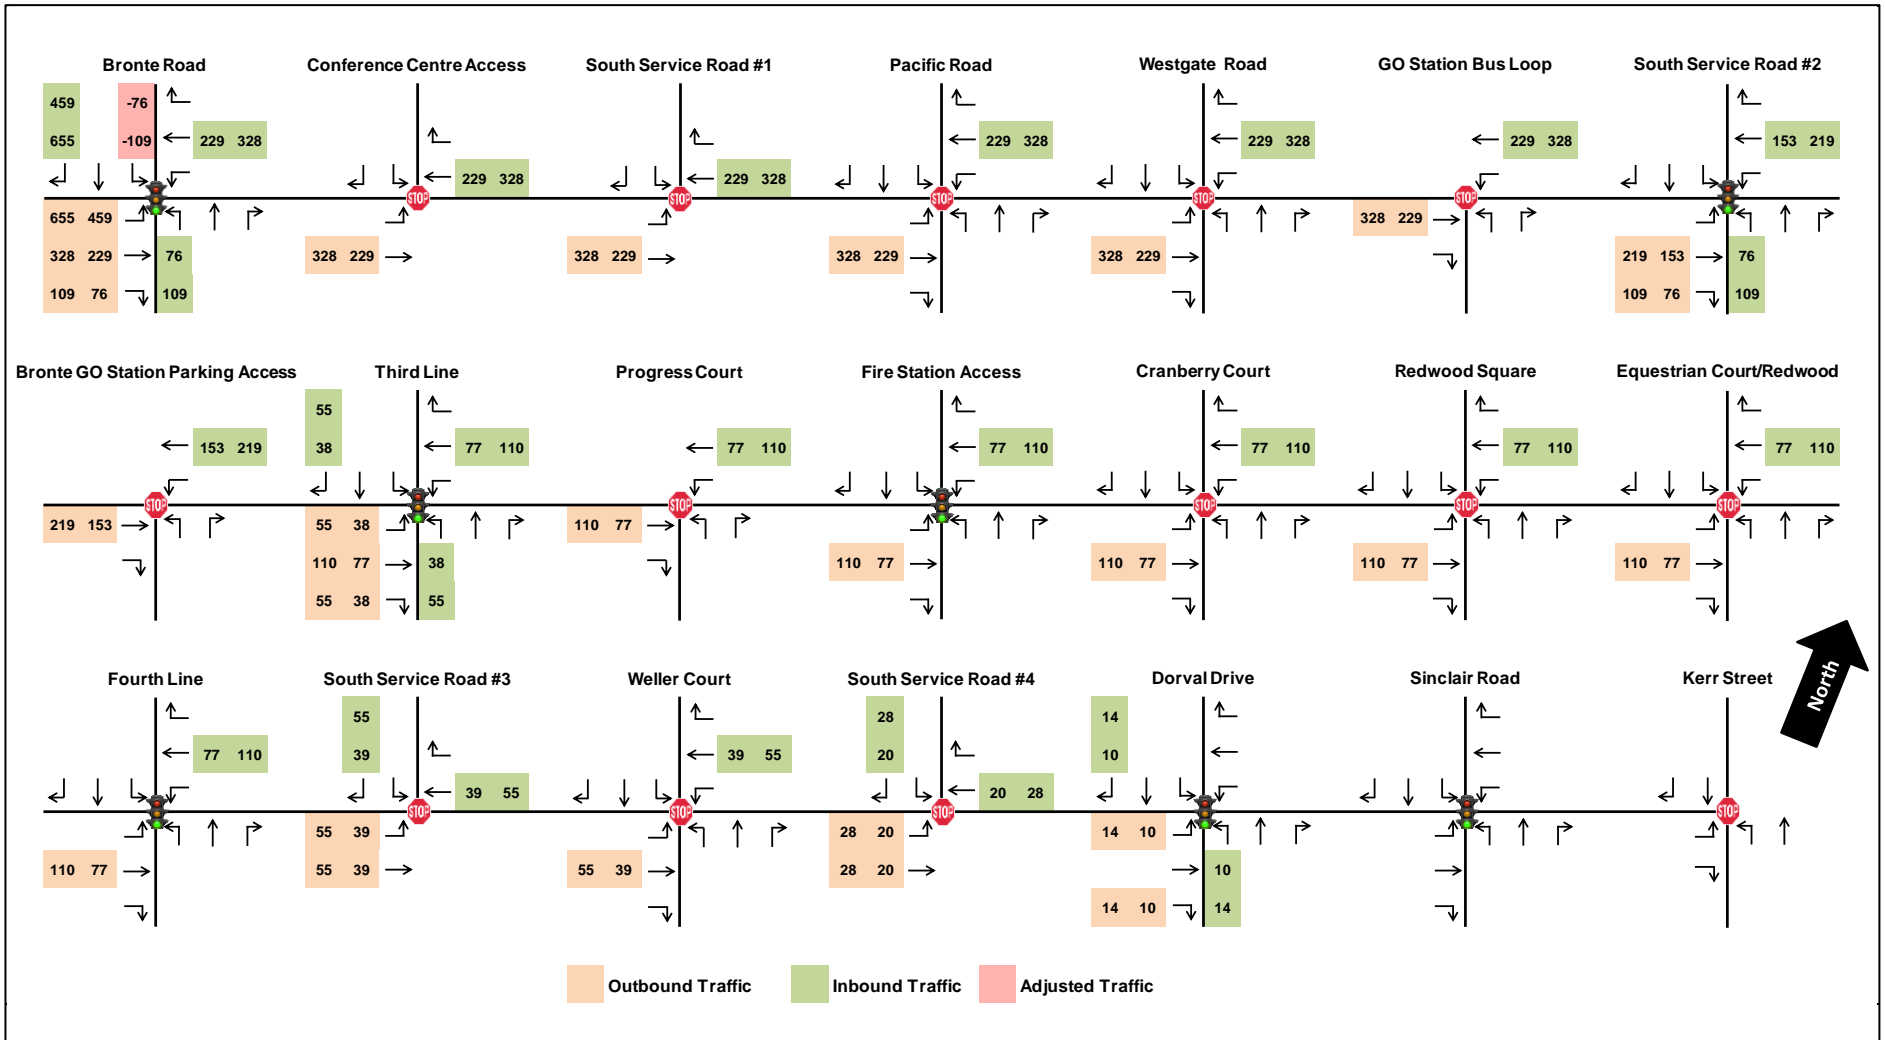 Bronte Road
Conference Centre Access
South Service Road #1
Pacific Road
Westgate Road
GO Station Bus Loop
South Service Road #2
459
-76
655
-109
229 328
229 328
229 328
229 328
229 328
229 328
153 219
STOP
STOP
STOP
STOP
STOP
655 459
328 229
76
109 76
109
328 229
328 229
328 229
328 229
328 229
219 153
76
109 76
109
Bronte GO Station Parking Access
Third Line
Progress Court
Fire Station Access
Cranberry Court
Redwood Square
Equestrian Court/Redwood
153 219
55
38
77 110
77 110
77 110
77 110
77 110
77 110
STOP
STOP
STOP
STOP
STOP
219 153
55 38
110 77
38
55 38
55
110 77
110 77
110 77
110 77
110 77
Fourth Line
South Service Road #3
Weller Court
South Service Road #4
Dorval Drive
Sinclair Road
Kerr Street
North
77 110
55
39
39 55
39 55
28
20
20 28
14
10
STOP
STOP
STOP
STOP
110 77
55 39
55 39
55 39
28 20
28 20
14 10
10
14 10
14
Outbound Traffic
Inbound Traffic
Adjusted Traffic